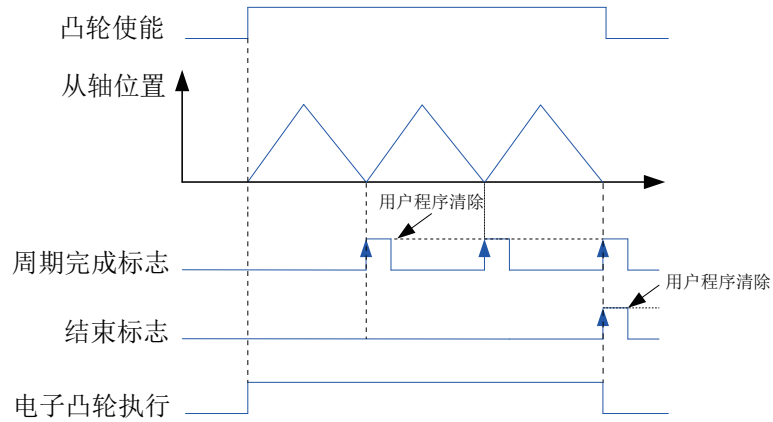 凸轮使能
从轴位置
用户程序清除
周期完成标志
用户程序清除
结束标志
电子凸轮执行